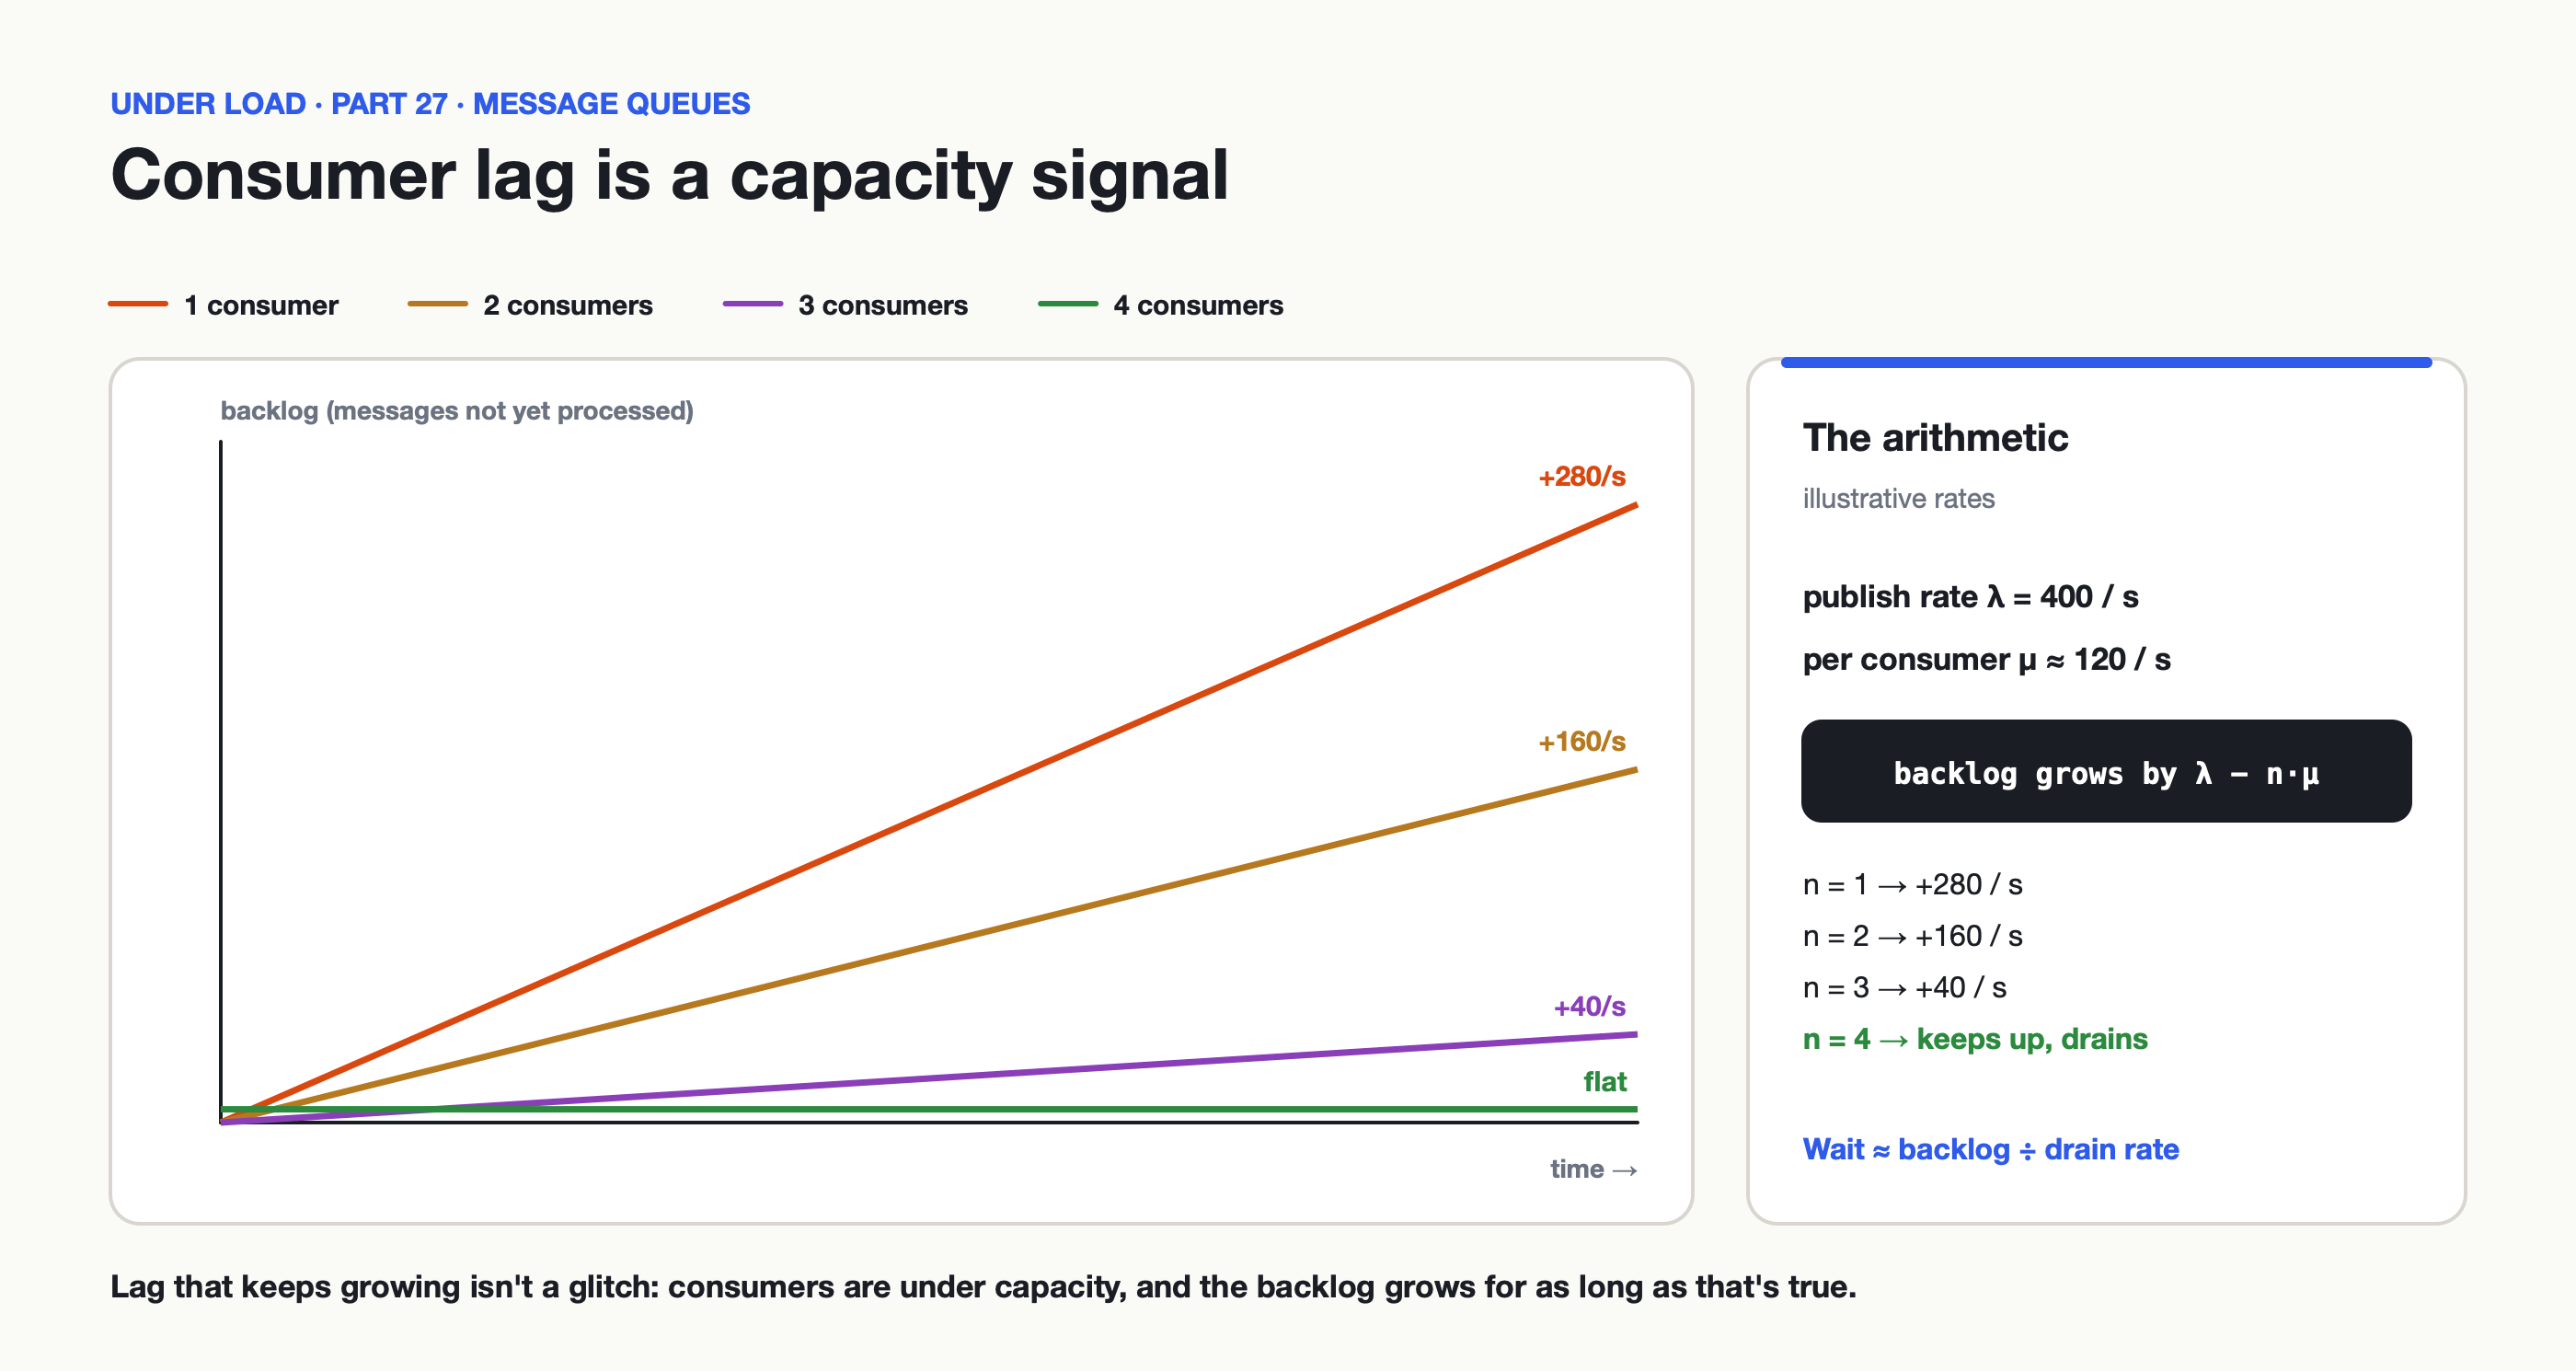 UNDER LOAD · PART 27 · MESSAGE QUEUES
Consumer lag is a capacity signal
1 consumer
2 consumers
3 consumers
4 consumers
backlog (messages not yet processed)
+280/s
+160/s
+40/s
flat
time →
The arithmetic
illustrative rates
publish rate λ = 400 / s
per consumer μ ≈ 120 / s
backlog grows by λ − n·μ
n = 1 → +280 / s
n = 2 → +160 / s
n = 3 → +40 / s
n = 4 → keeps up, drains
Wait ≈ backlog ÷ drain rate
Lag that keeps growing isn't a glitch: consumers are under capacity, and the backlog grows for as long as that's true.